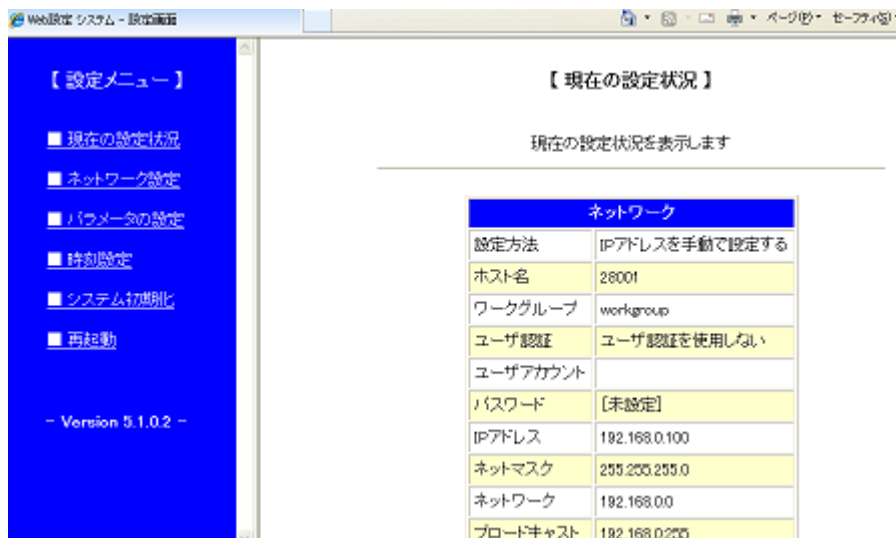 Web設定 システム - 設定画面
ページ(P)▾ セーフティ(S)▾
【 設定メニュー 】
■ 現在の設定状況
■ ネットワーク設定
■ パラメータの設定
■ 時刻設定
■ システム初期化
■ 再起動
- Version 5.1.0.2 -
【 現在の設定状況 】
現在の設定状況を表示します
ネットワーク
設定方法 IPアドレスを手動で設定する
ホスト名 28001
ワークグループ workgroup
ユーザ認証 ユーザ認証を使用しない
ユーザアカウント
パスワード [未設定]
IPアドレス 192.168.0.100
ネットマスク 255.255.255.0
ネットワーク 192.168.0.0
ブロードキャスト 192.168.0.255